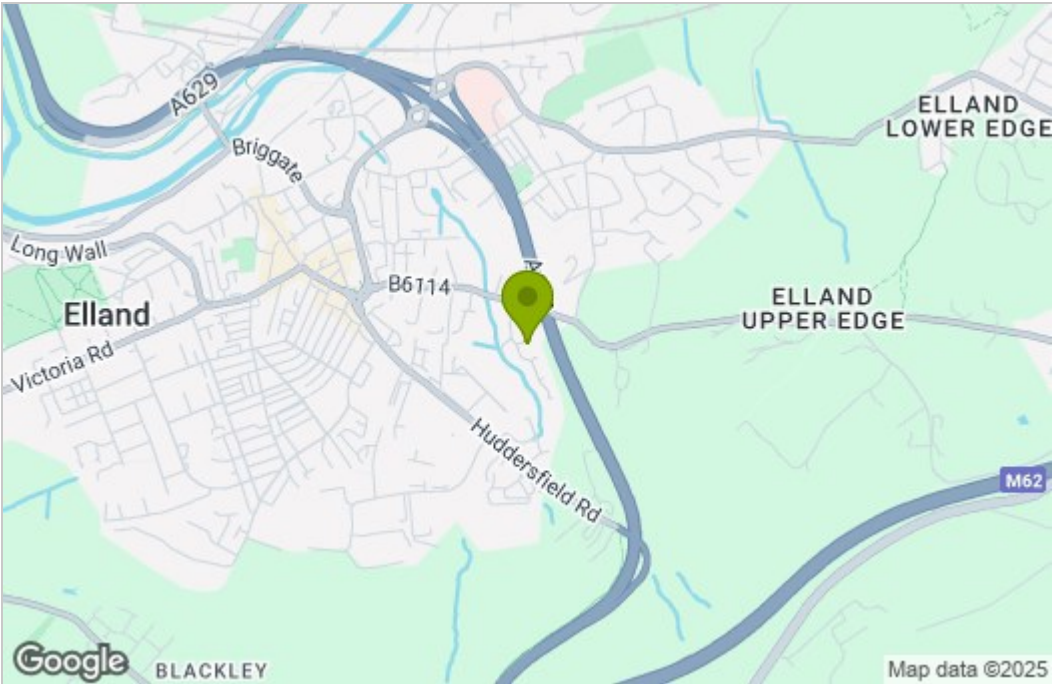 A629
ELLAND
LOWER EDGE
Briggate
Long Wall
B6114
A
Elland
ELLAND
UPPER EDGE
Victoria Rd
Huddersfield Rd
M62
Google
BLACKLEY
Map data ©2025